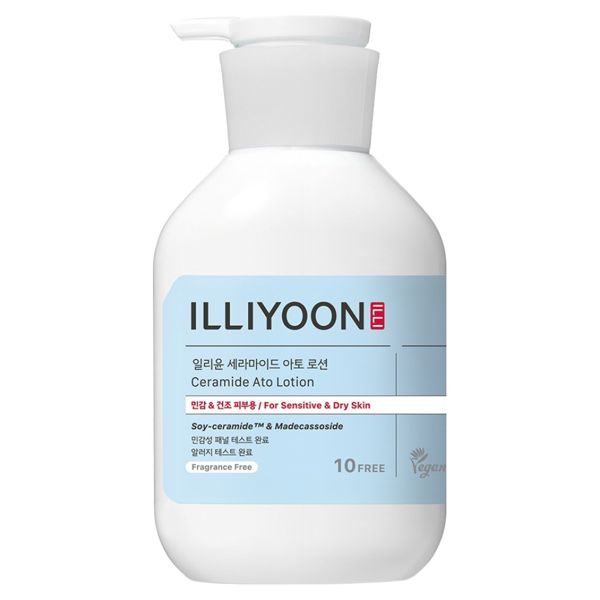 ILLIYOON ILLI
일리윤 세라마이드 아토 로션
Ceramide Ato Lotion
민감 & 건조 피부용 / For Sensitive & Dry Skin
Soy-ceramide™ & Madecassoside
민감성 패널 테스트 완료
알러지 테스트 완료
Fragrance Free
10 FREE
Vegan